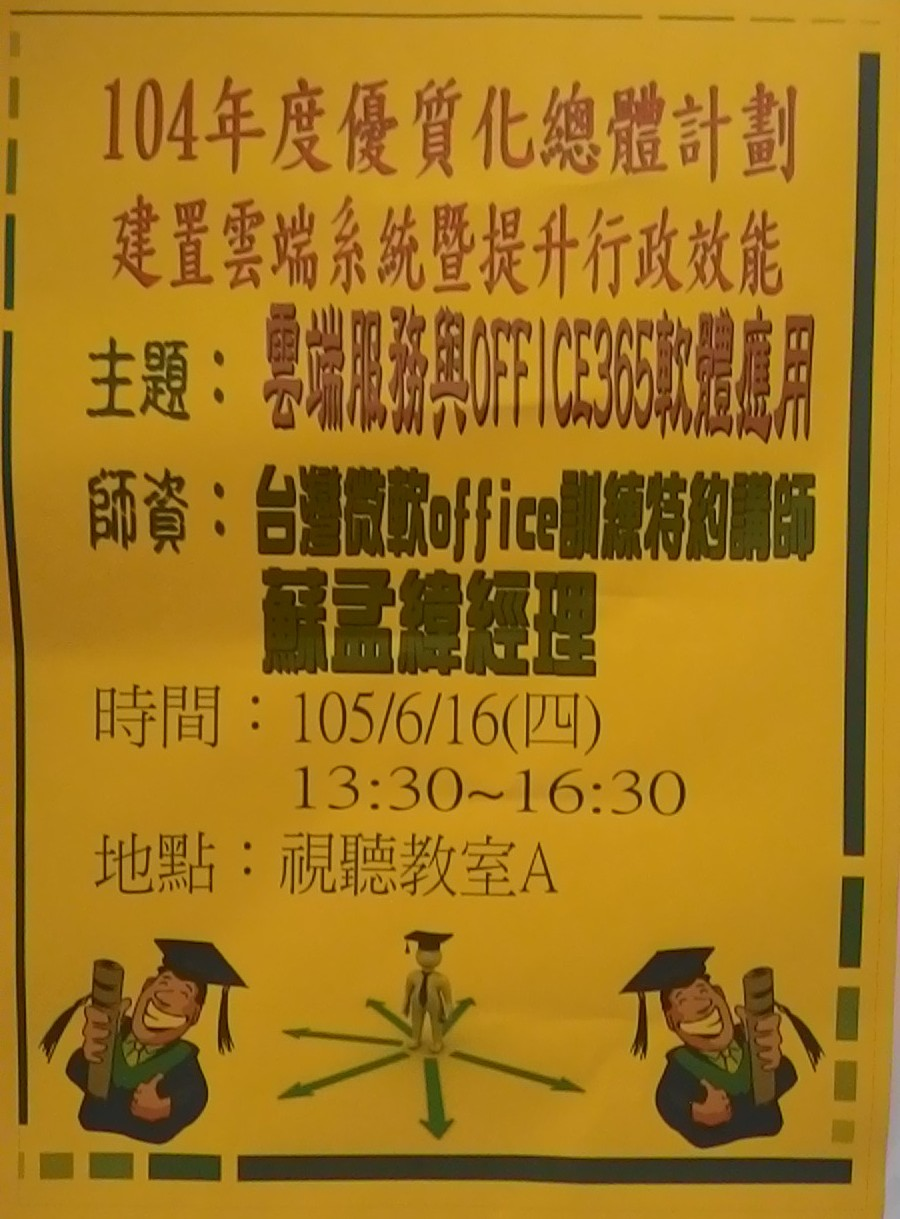 104年度優質化總體計劃
建置雲端系統暨提升行政效能
主題：雲端服務與OFFICE365軟體應用
師資：台灣微軟office訓練特約講師
蘇孟緯經理
時間：105/6/16(四)
13:30~16:30
地點：視聽教室A